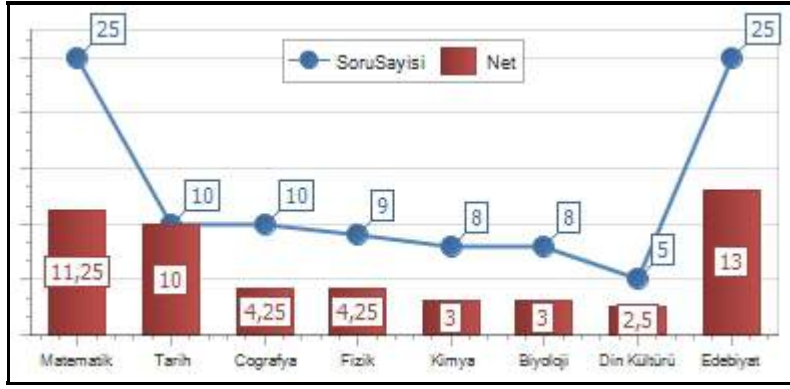 25
25
SoruSayisi
Net
10
10
9
8
8
5
11,25
10
4,25
4,25
3
3
2,5
13
Matematik
Tarih
Cografya
Fizik
Kimya
Biyoloji
Din Kültürü
Edebiyat